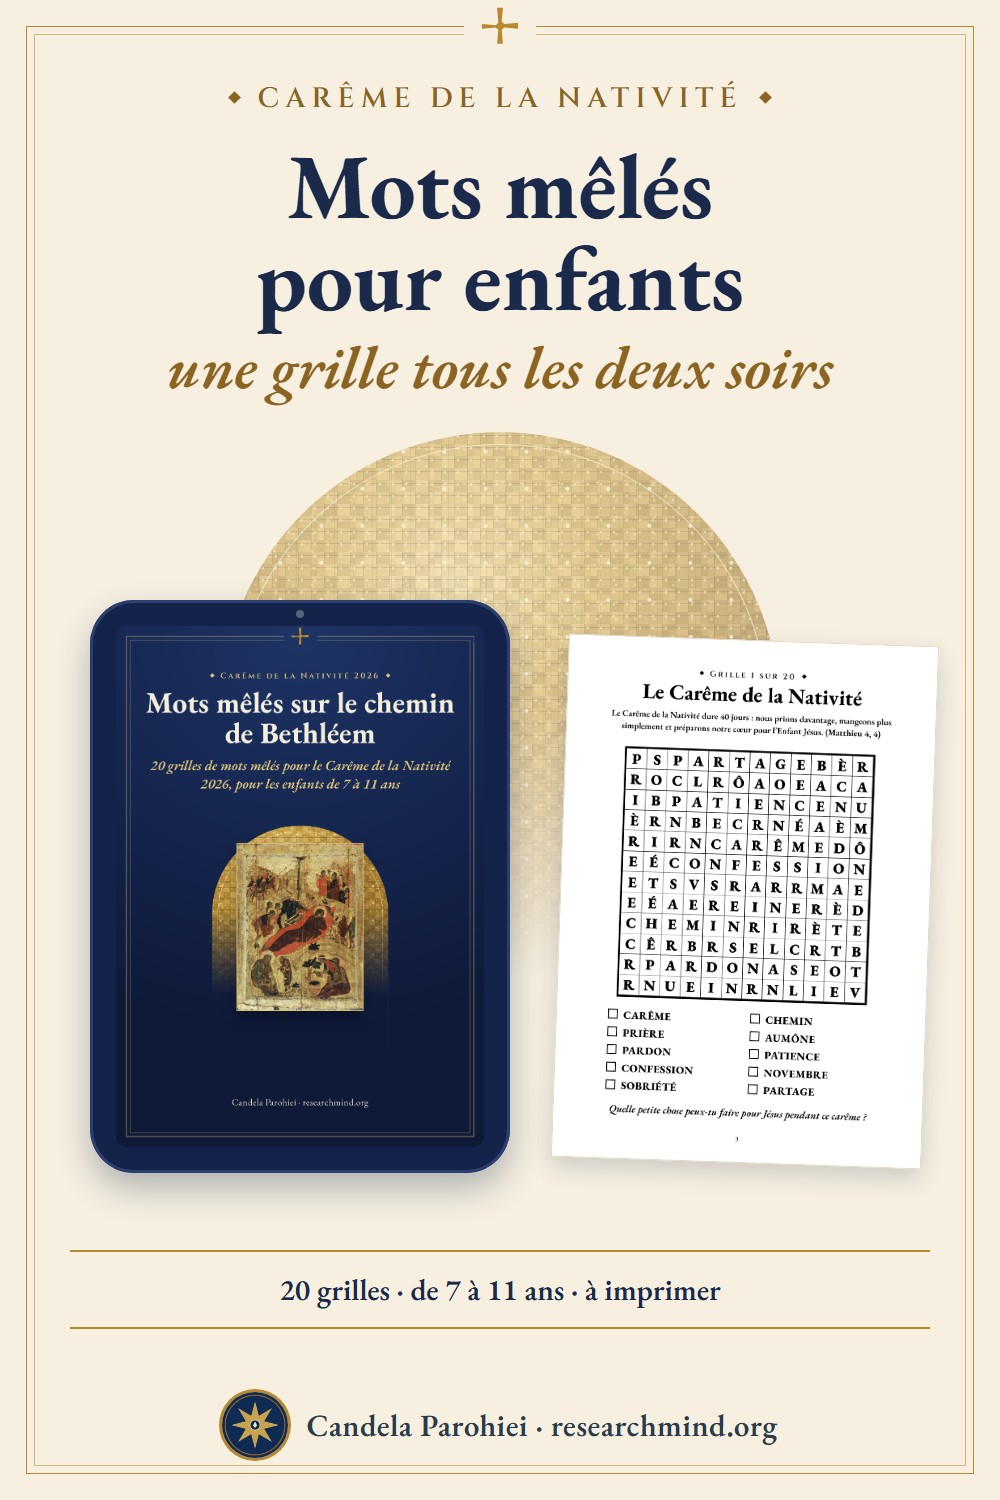 CARÊME DE LA NATIVITÉ
Mots mêlés
pour enfants
une grille tous les deux soirs
CARÊME DE LA NATIVITÉ 2026
Mots mêlés sur le chemin
de Bethléem
20 grilles de mots mêlés pour le Carême de la Nativité
2026, pour les enfants de 7 à 11 ans
Candela Parohiei · researchmind.org
GRILLE 1 SUR 20
Le Carême de la Nativité
Le Carême de la Nativité dure 40 jours : nous prions davantage, mangeons plus
simplement et préparons notre cœur pour l'Enfant Jésus. (Matthieu 4, 4)
P S P A R T A G E B È R
R O C L R Ô A O E A C A
I B P A T I E N C E N U
È R N B E C R N É A È M
R I R N C A R Ê M E D Ô
E É C O N F E S S I O N
E T S V S R A R R M A E
E É A E R E I N E R È D
C H E M I N R I R È T E
C Ê R B R S E L C R T B
R P A R D O N A S E O T
R N U E I N R N L I E V
CARÊME
PRIÈRE
PARDON
CONFESSION
SOBRIÉTÉ
CHEMIN
AUMÔNE
PATIENCE
NOVEMBRE
PARTAGE
Quelle petite chose peux-tu faire pour Jésus pendant ce carême ?
3
20 grilles · de 7 à 11 ans · à imprimer
Candela Parohiei · researchmind.org